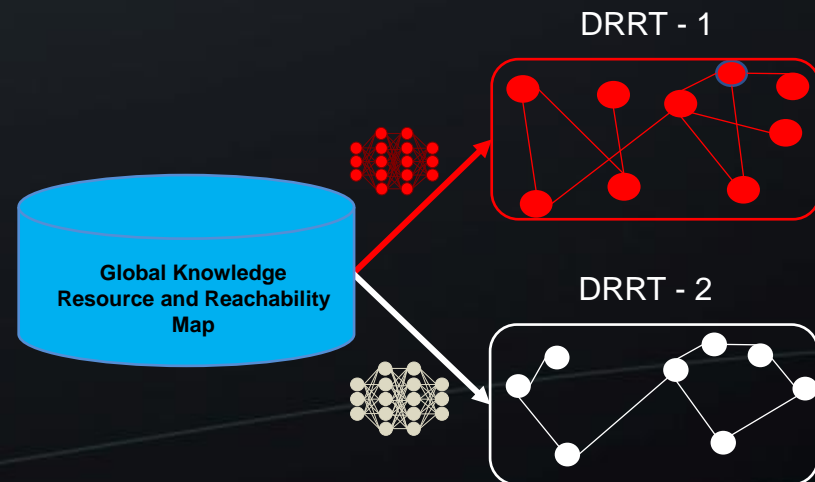 DRRT - 1
Global Knowledge
Resource and Reachability
Map
DRRT - 2